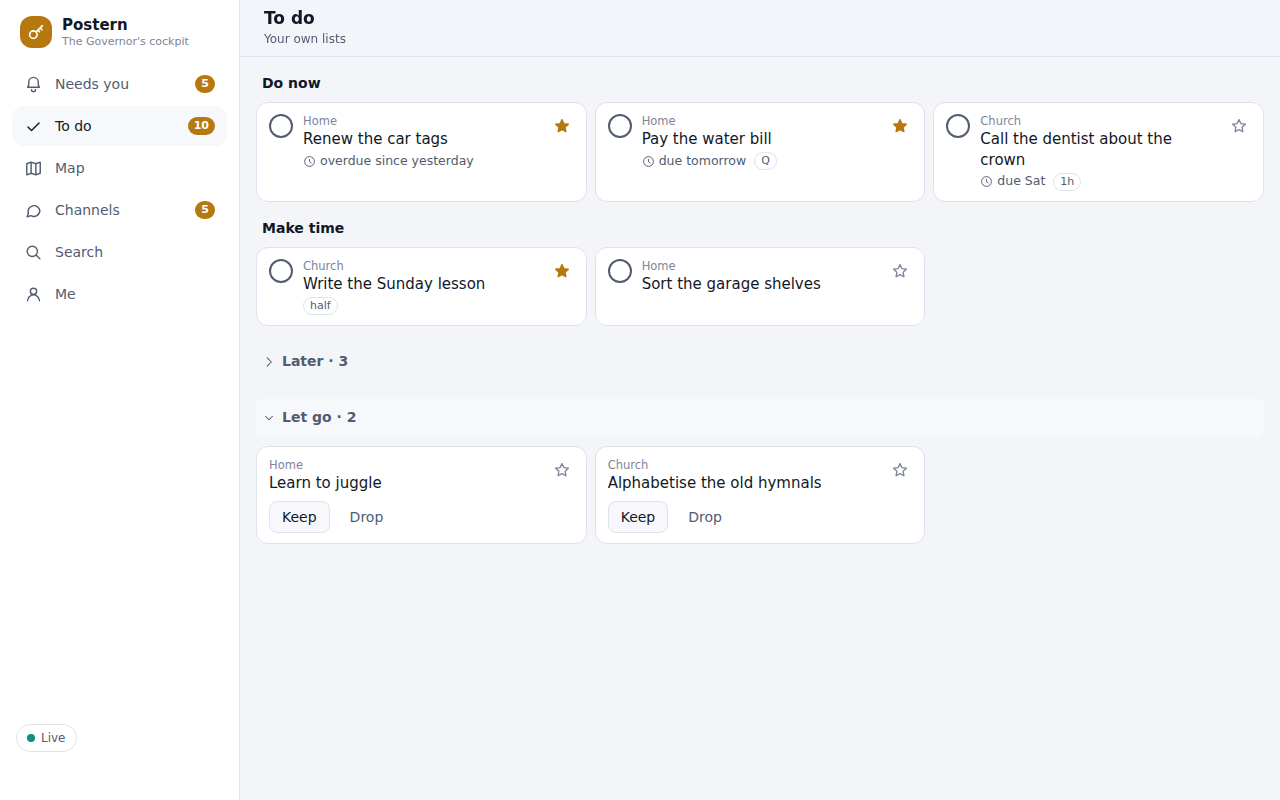 Postern
The Governor's cockpit
Needs you 5
To do 10
Map
Channels 5
Search
Me
Live
To do
Your own lists
Do now
Home
Renew the car tags
overdue since yesterday
Home
Pay the water bill
due tomorrow Q
Church
Call the dentist about the
crown
due Sat 1h
Make time
Church
Write the Sunday lesson
half
Home
Sort the garage shelves
Later · 3
Let go · 2
Home
Learn to juggle
Keep Drop
Church
Alphabetise the old hymnals
Keep Drop